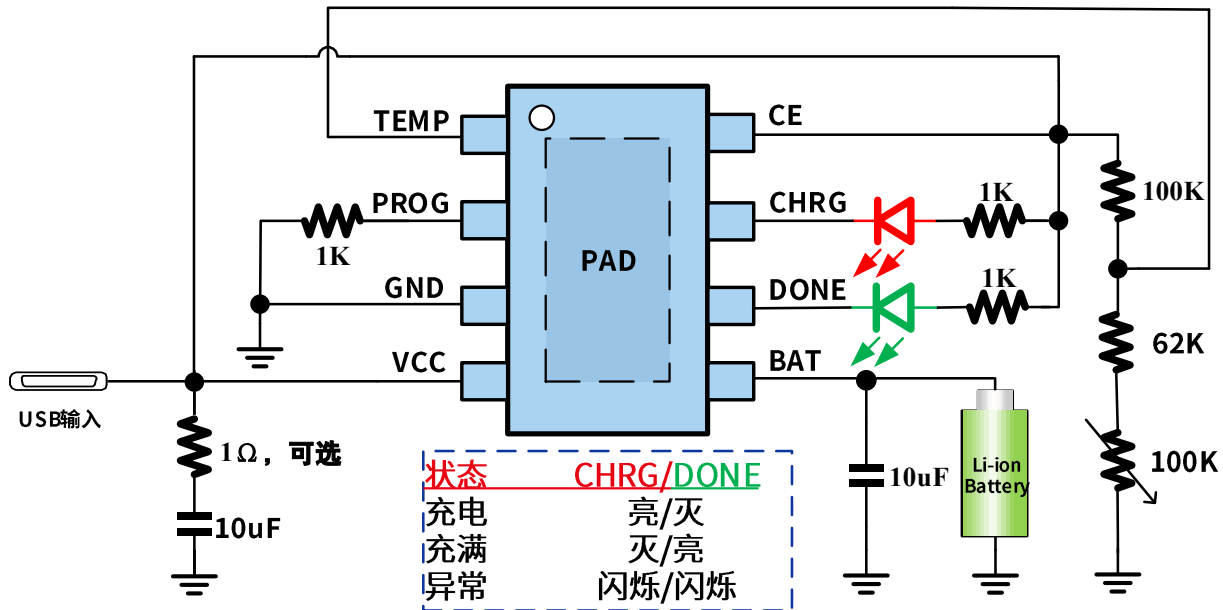 TEMP
CE
PROG
1K
CHRG
1K
100K
PAD
GND
DONE
1K
VCC
BAT
62K
USB输入
1Ω，可选
10uF
10uF
Li-ion
Battery
100K
状态 CHRG/DONE
充电 亮/灭
充满 灭/亮
异常 闪烁/闪烁